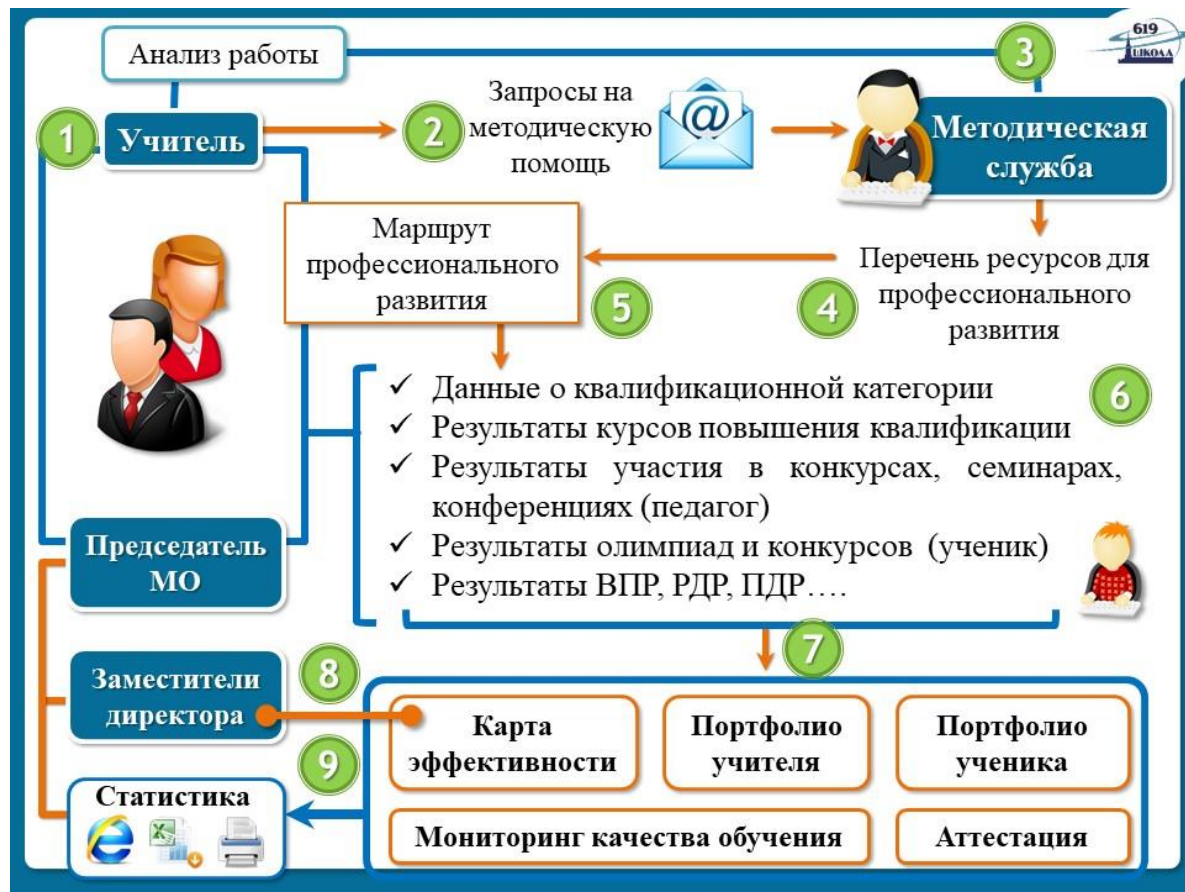 Анализ работы
619
ШКОЛА
3
1
Учитель
2
Запросы на
методическую
помощь
@
Методическая
служба
Маршрут
профессионального
развития
5
4
Перечень ресурсов для
профессионального
развития
6
✓ Данные о квалификационной категории
✓ Результаты курсов повышения квалификации
✓ Результаты участия в конкурсах, семинарах,
конференциях (педагог)
✓ Результаты олимпиад и конкурсов (ученик)
✓ Результаты ВПР, РДР, ПДР….
Председатель
МО
7
Заместители
директора
8
Карта
эффективности
Портфолио
учителя
Портфолио
ученика
9
Статистика
Мониторинг качества обучения
Аттестация